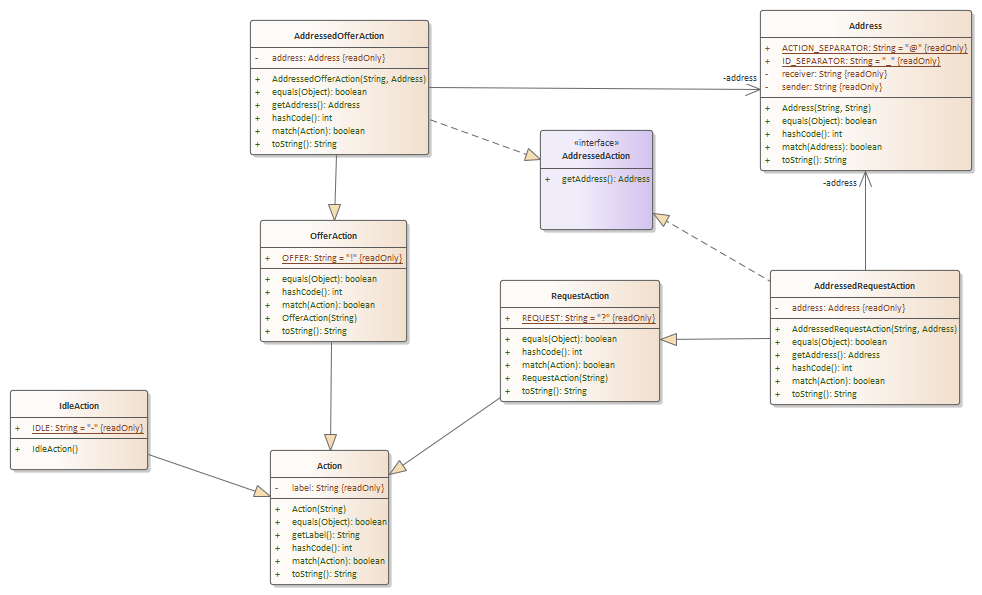 AddressedOfferAction
- address: Address {readOnly}
+ AddressedOfferAction(String, Address)
+ equals(Object): boolean
+ getAddress(): Address
+ hashCode(): int
+ match(Action): boolean
+ toString(): String
-address
Address
+ ACTION_SEPARATOR: String = "@" {readOnly}
+ ID_SEPARATOR: String = "_" {readOnly}
- receiver: String {readOnly}
- sender: String {readOnly}
+ Address(String, String)
+ equals(Object): boolean
+ hashCode(): int
+ match(Address): boolean
+ toString(): String
«interface»
AddressedAction
+ getAddress(): Address
-address
OfferAction
+ OFFER: String = "!" {readOnly}
+ equals(Object): boolean
+ hashCode(): int
+ match(Action): boolean
+ OfferAction(String)
+ toString(): String
RequestAction
+ REQUEST: String = "?" {readOnly}
+ equals(Object): boolean
+ hashCode(): int
+ match(Action): boolean
+ RequestAction(String)
+ toString(): String
AddressedRequestAction
- address: Address {readOnly}
+ AddressedRequestAction(String, Address)
+ equals(Object): boolean
+ getAddress(): Address
+ hashCode(): int
+ match(Action): boolean
+ toString(): String
IdleAction
+ IDLE: String = "-" {readOnly}
+ IdleAction()
Action
- label: String {readOnly}
+ Action(String)
+ equals(Object): boolean
+ getLabel(): String
+ hashCode(): int
+ match(Action): boolean
+ toString(): String